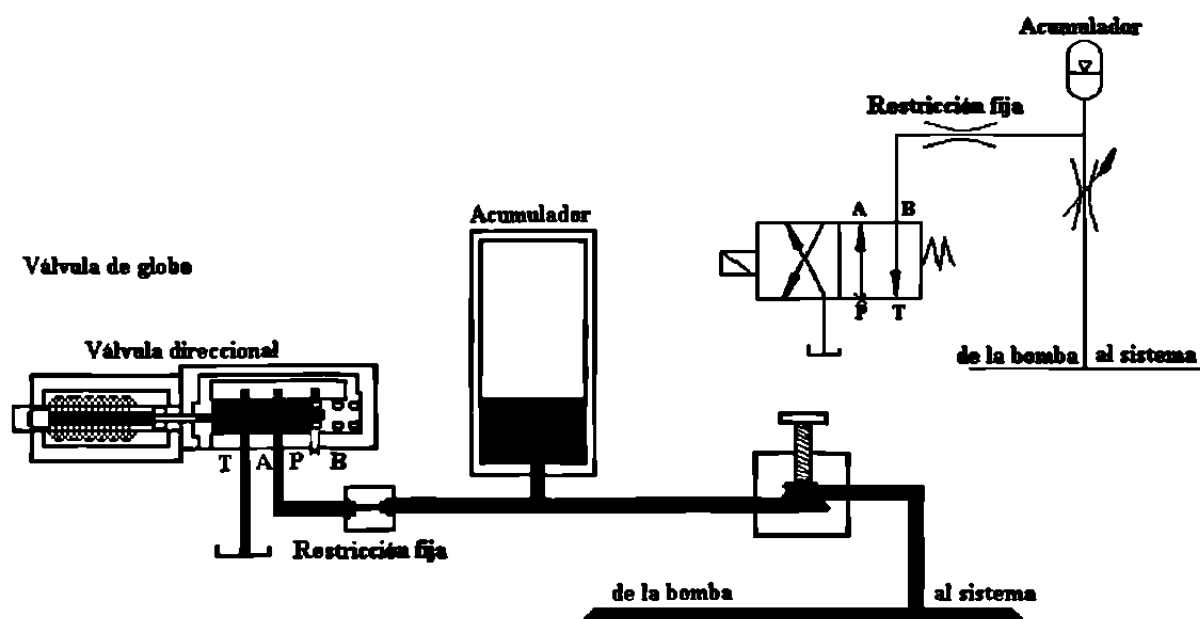 Acumulador
Restricción fija
A B
P T
de la bomba al sistema
Acumulador
Válvula de globo
Válvula direccional
T A P B
Restricción fija
de la bomba al sistema